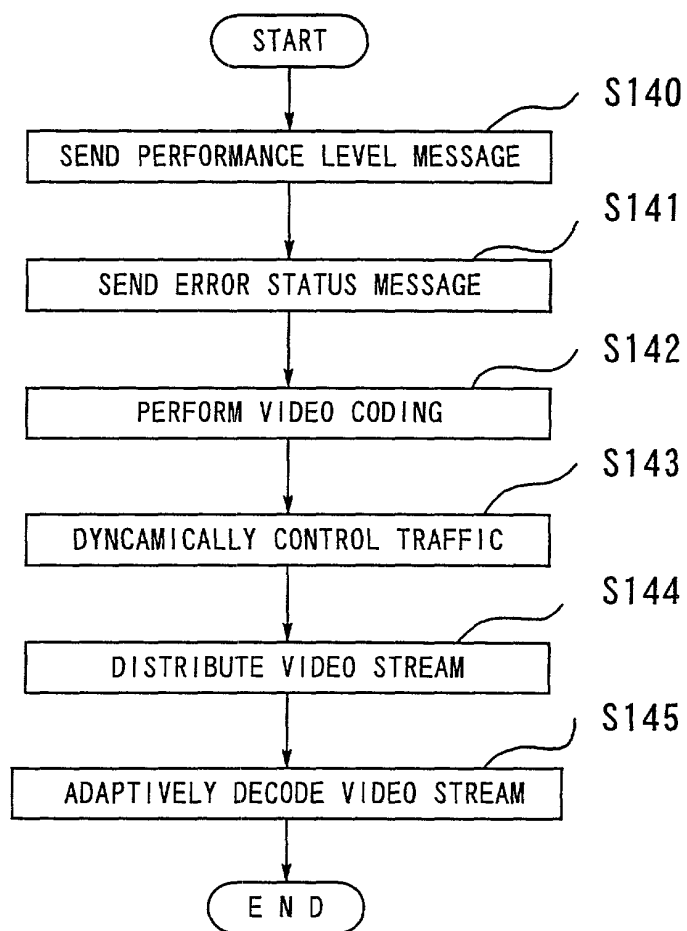 START
S140
SEND PERFORMANCE LEVEL MESSAGE
S141
SEND ERROR STATUS MESSAGE
S142
PERFORM VIDEO CODING
S143
DYNCAMICALLY CONTROL TRAFFIC
S144
DISTRIBUTE VIDEO STREAM
S145
ADAPTIVELY DECODE VIDEO STREAM
E N D